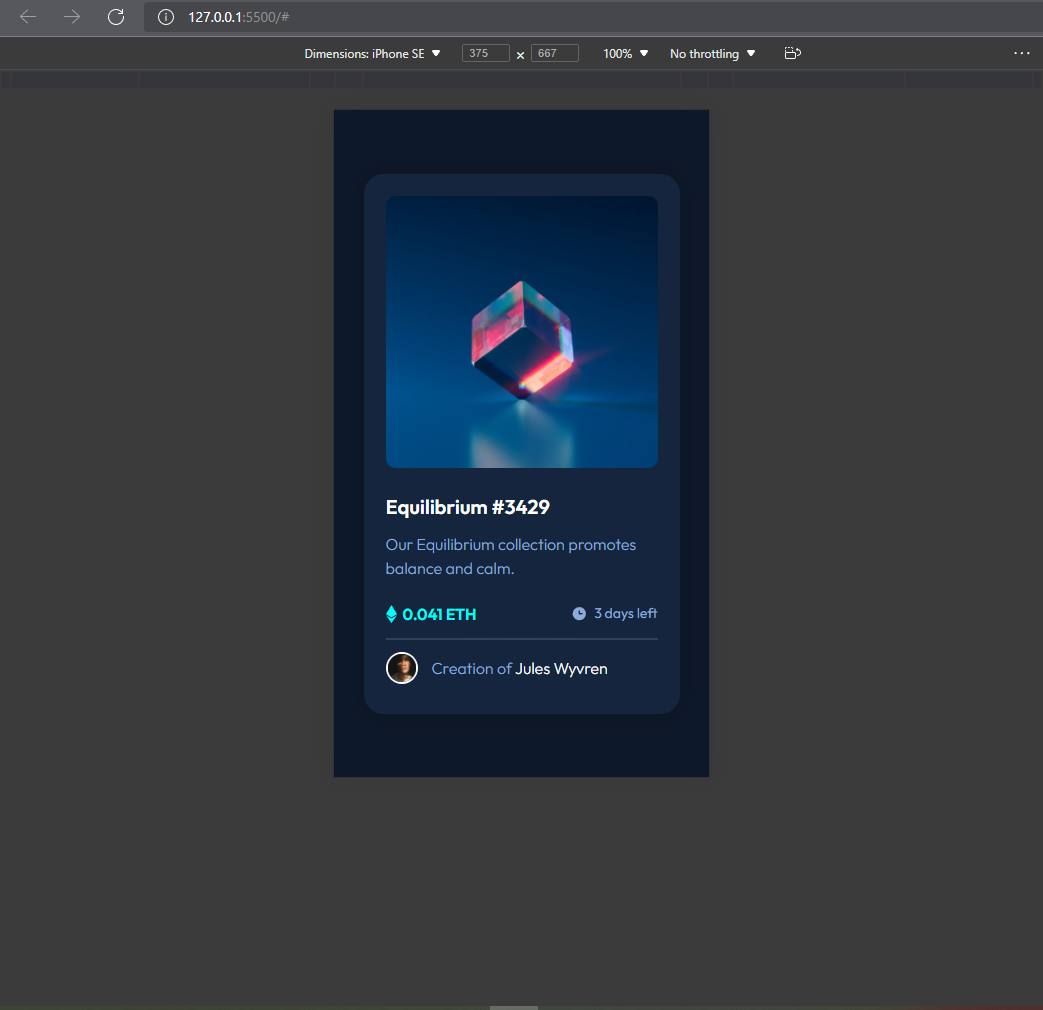 127.0.0.1:5500/#
Dimensions: iPhone SE 375 × 667 100% No throttling
Equilibrium #3429
Our Equilibrium collection promotes
balance and calm.
0.041 ETH 3 days left
Creation of Jules Wyvren